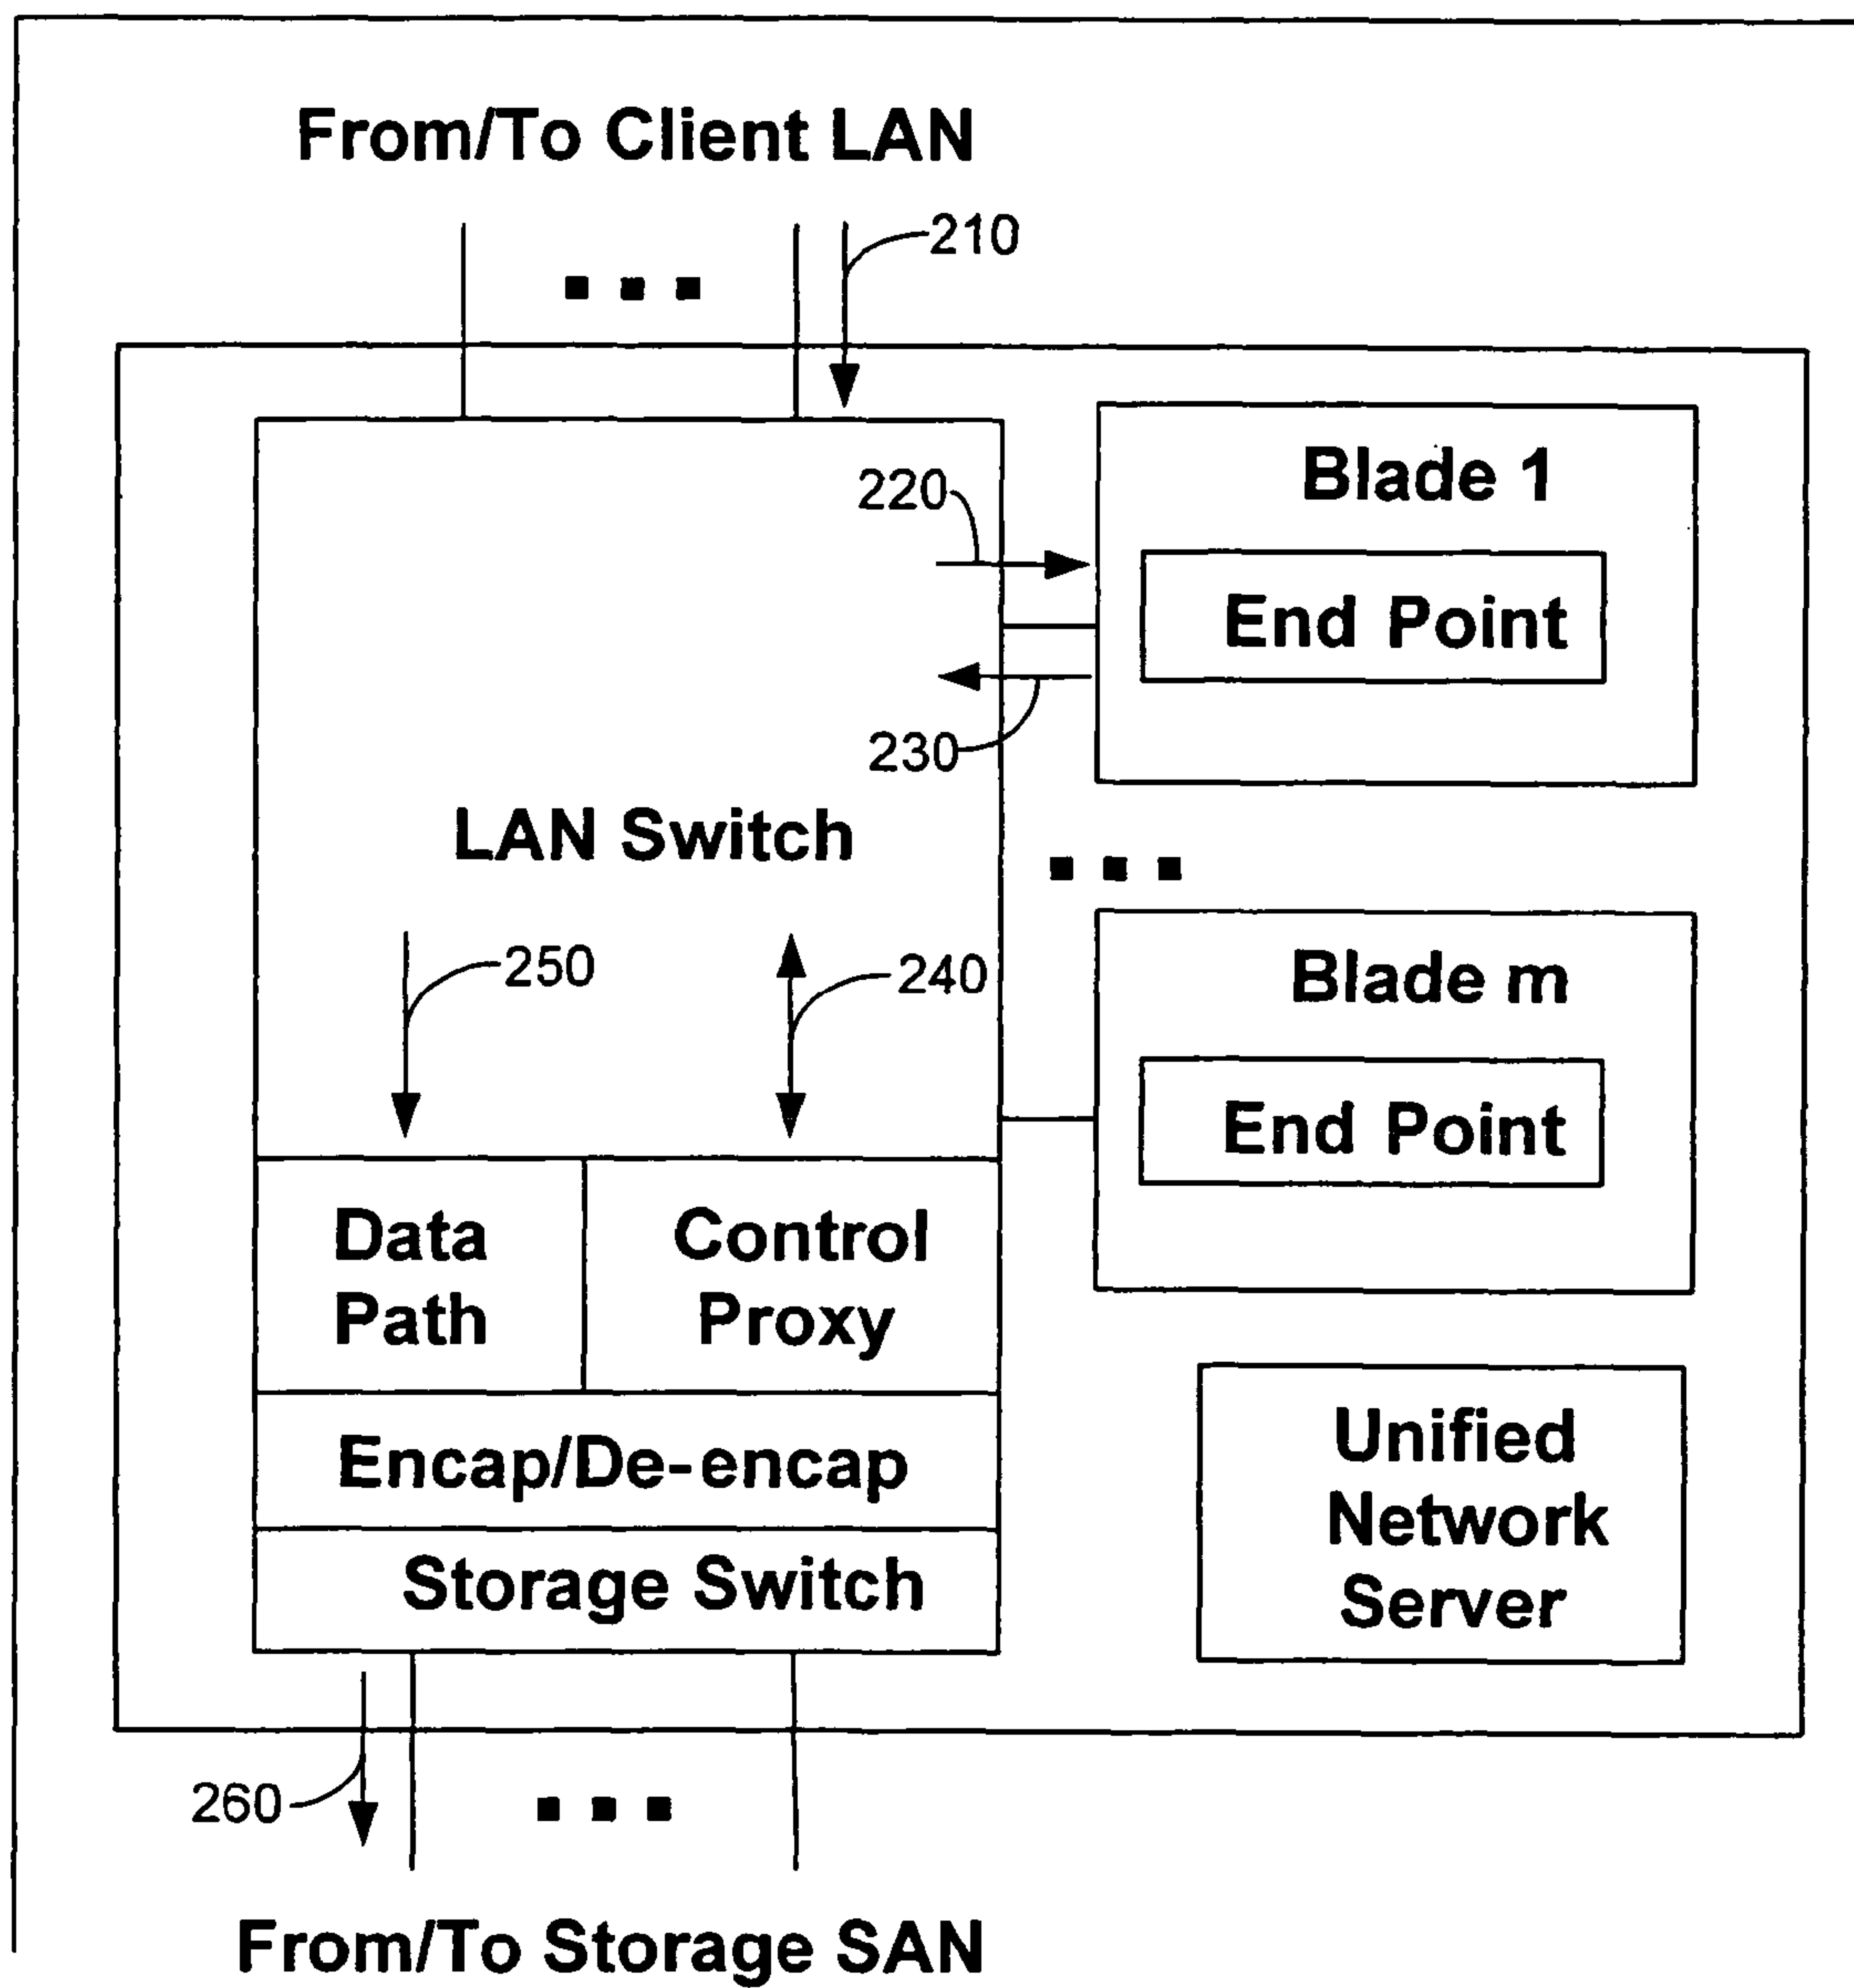 From/To Client LAN
210
Blade 1
220
End Point
230
LAN Switch
250
240
Blade m
End Point
Data
Path
Control
Proxy
Encap/De-encap
Storage Switch
Unified
Network
Server
260
From/To Storage SAN